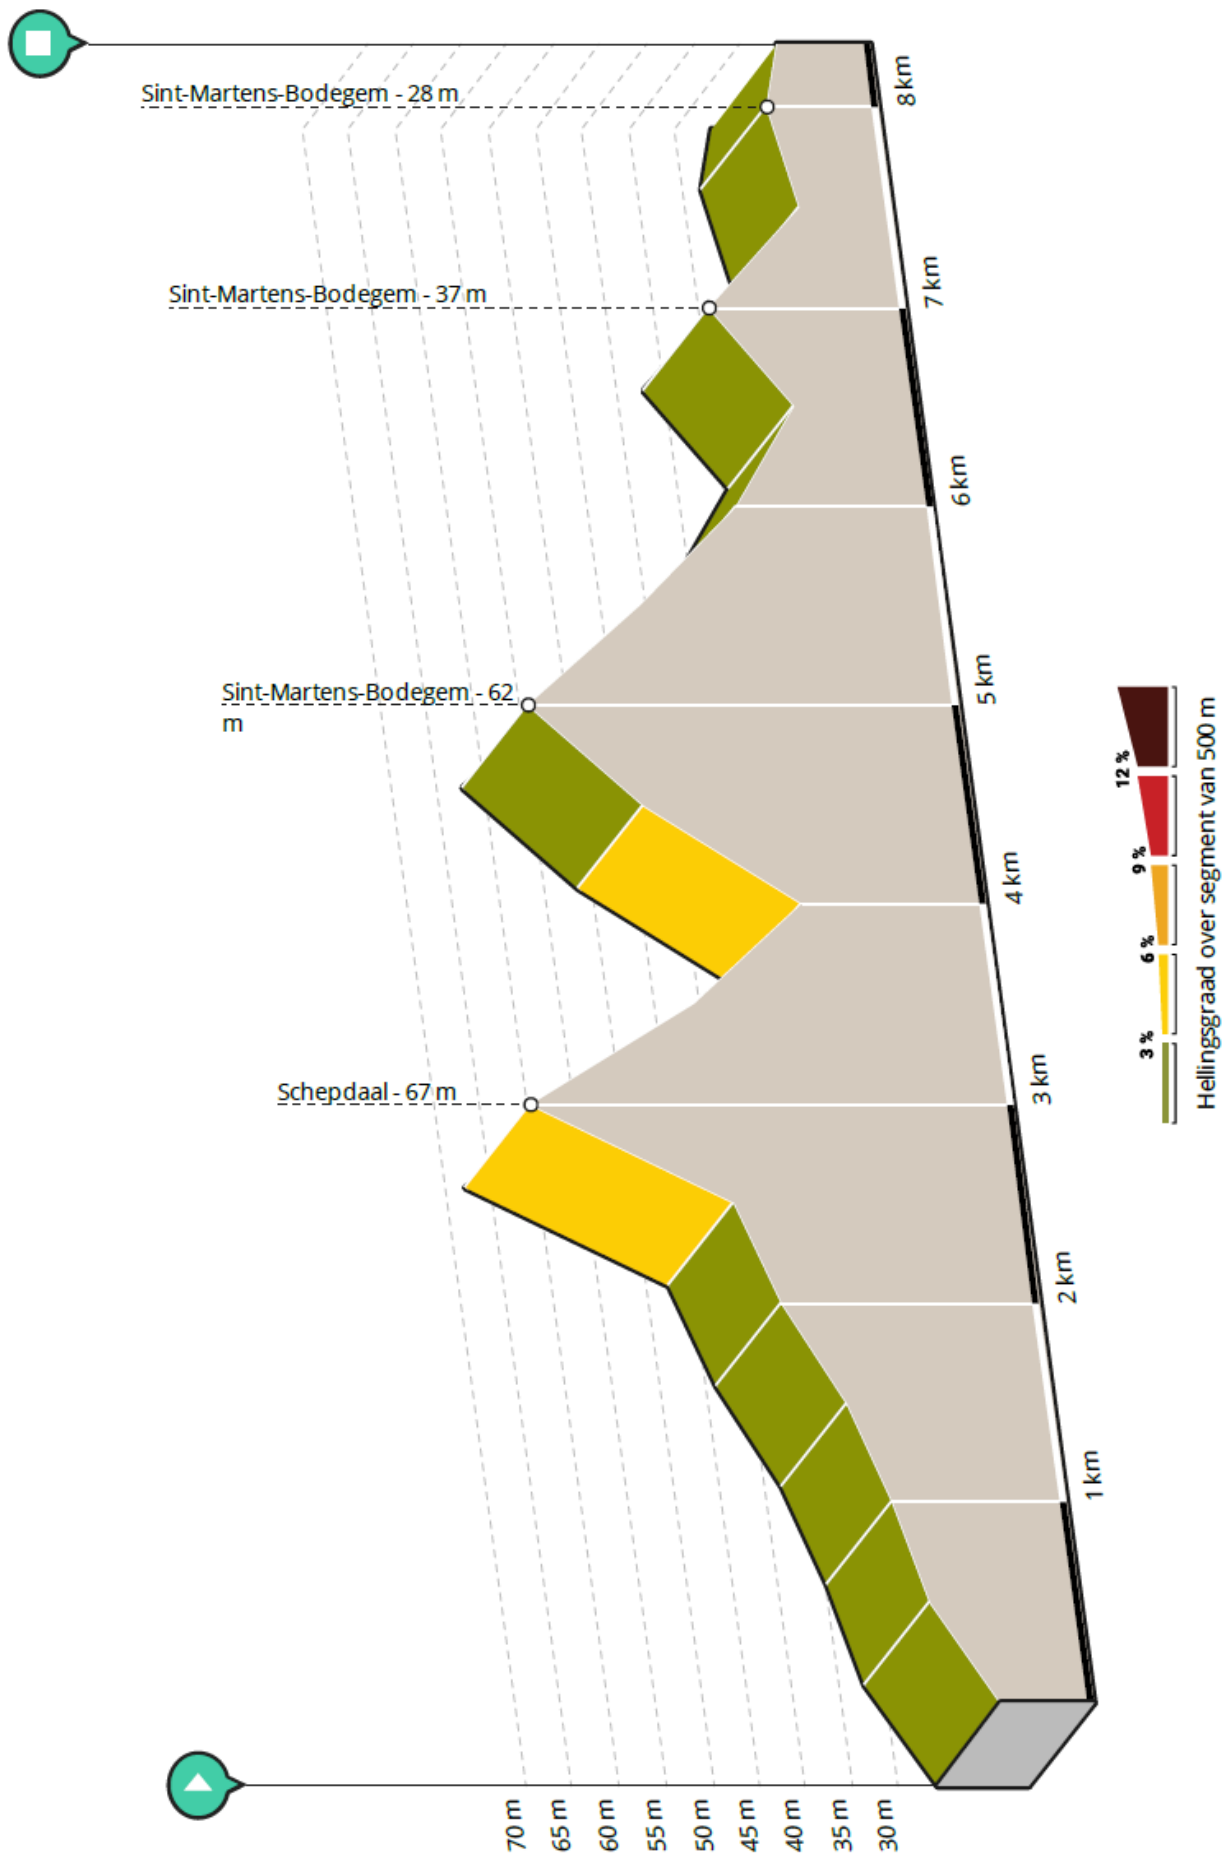 Sint-Martens-Bodegem - 28 m
8 km
Sint-Martens-Bodegem - 37 m
7 km
6 km
Sint-Martens-Bodegem - 62
m
5 km
4 km
Schepdaal - 67 m
3 km
2 km
1 km
70 m
65 m
60 m
55 m
50 m
45 m
40 m
35 m
30 m
3 %
6 %
9 %
12 %
Hellingsgraad over segment van 500 m